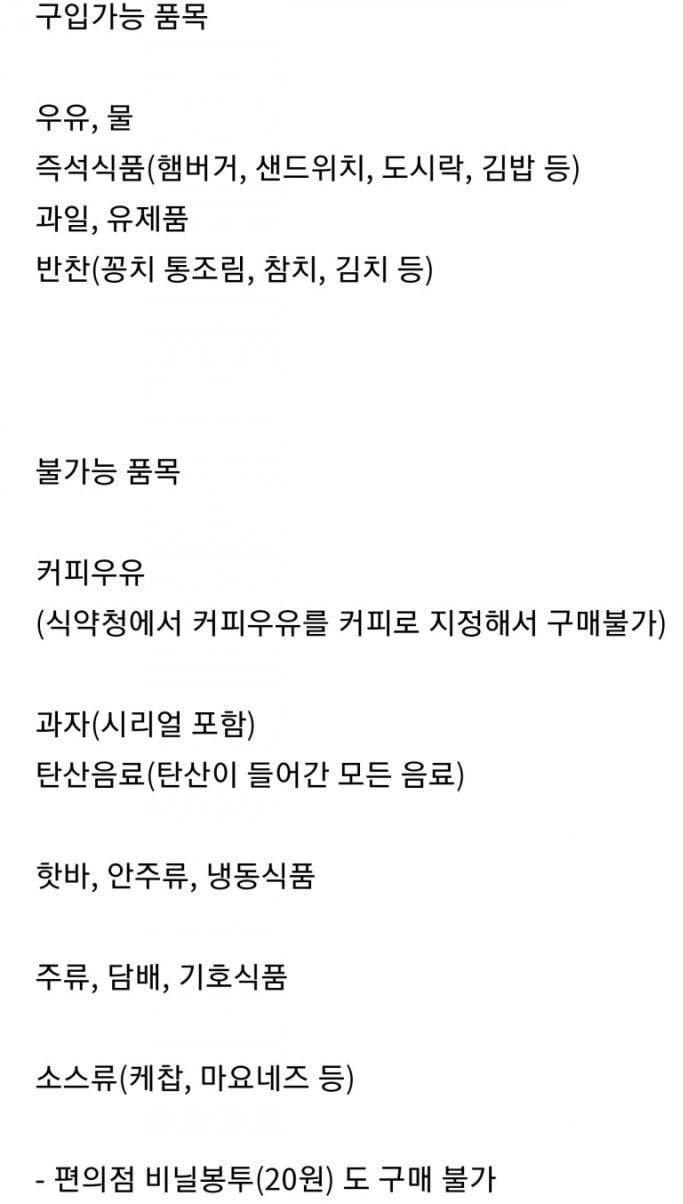 구입가능 품목
우유, 물
즉석식품(햄버거, 샌드위치, 도시락, 김밥 등)
과일, 유제품
반찬(꽁치 통조림, 참치, 김치 등)
불가능 품목
커피우유
(식약청에서 커피우유를 커피로 지정해서 구매불가)
과자(시리얼 포함)
탄산음료(탄산이 들어간 모든 음료)
핫바, 안주류, 냉동식품
주류, 담배, 기호식품
소스류(케찹, 마요네즈 등)
- 편의점 비닐봉투(20원) 도 구매 불가